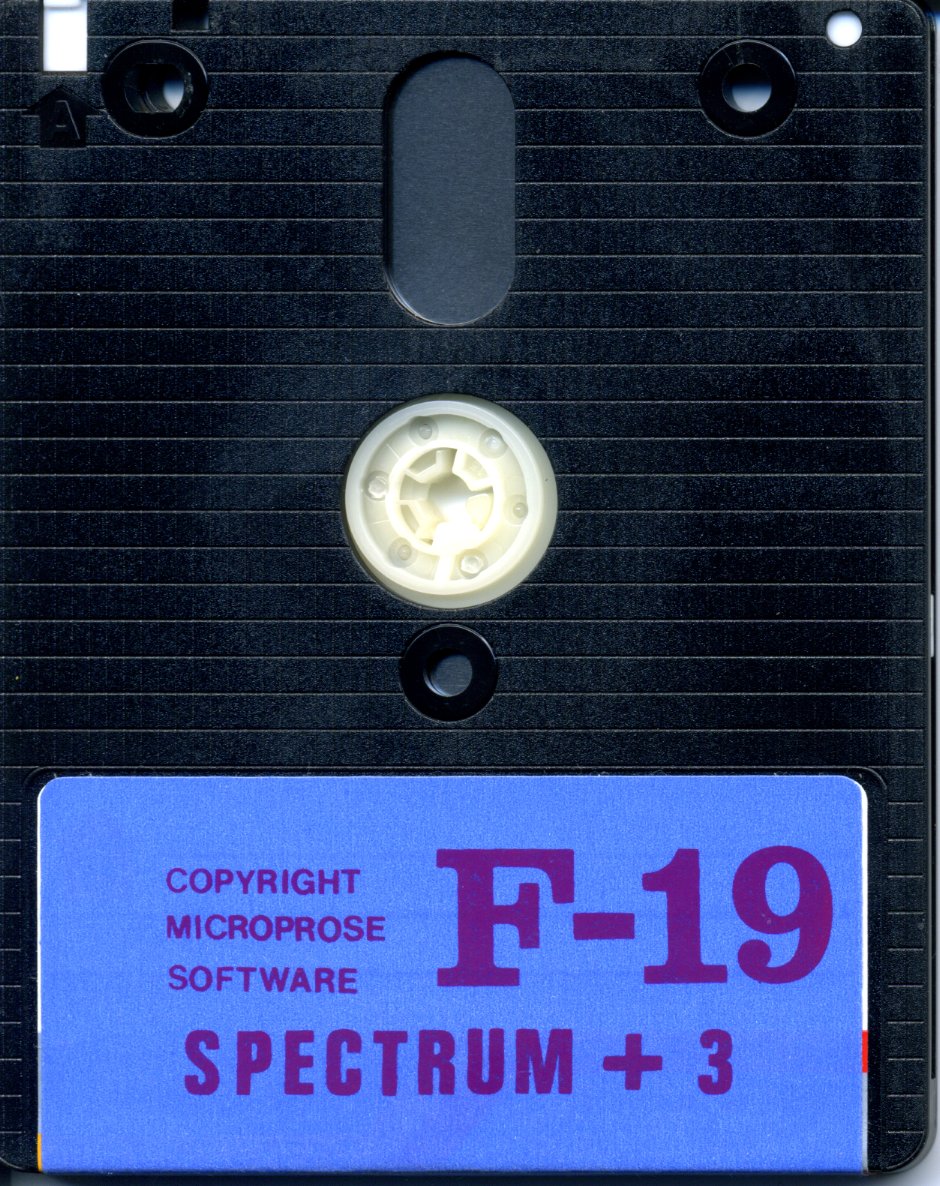 A
COPYRIGHT
MICROPROSE
SOFTWARE
F-19
SPECTRUM + 3